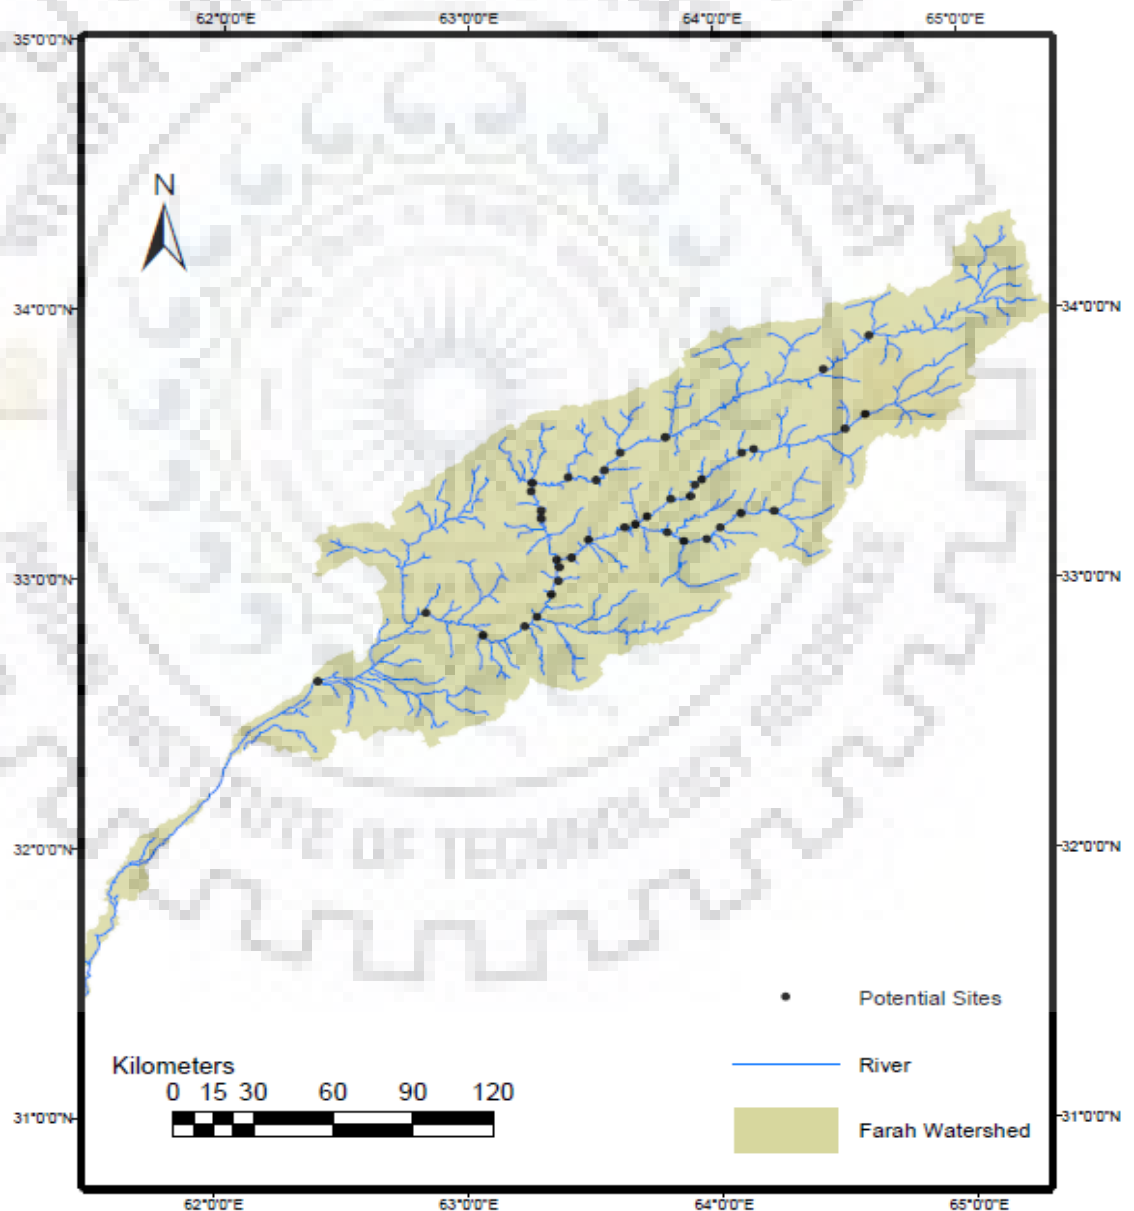 62°0'0"E 63°0'0"E 64°0'0"E 65°0'0"E
35°0'0"N
N
34°0'0"N 34°0'0"N
33°0'0"N 33°0'0"N
32°0'0"N 32°0'0"N
TE OF TECHNOLOGY
Potential Sites
Kilometers
River
0 15 30 60 90 120
31°0'0"N 31°0'0"N
Farah Watershed
62°0'0"E 63°0'0"E 64°0'0"E 65°0'0"E